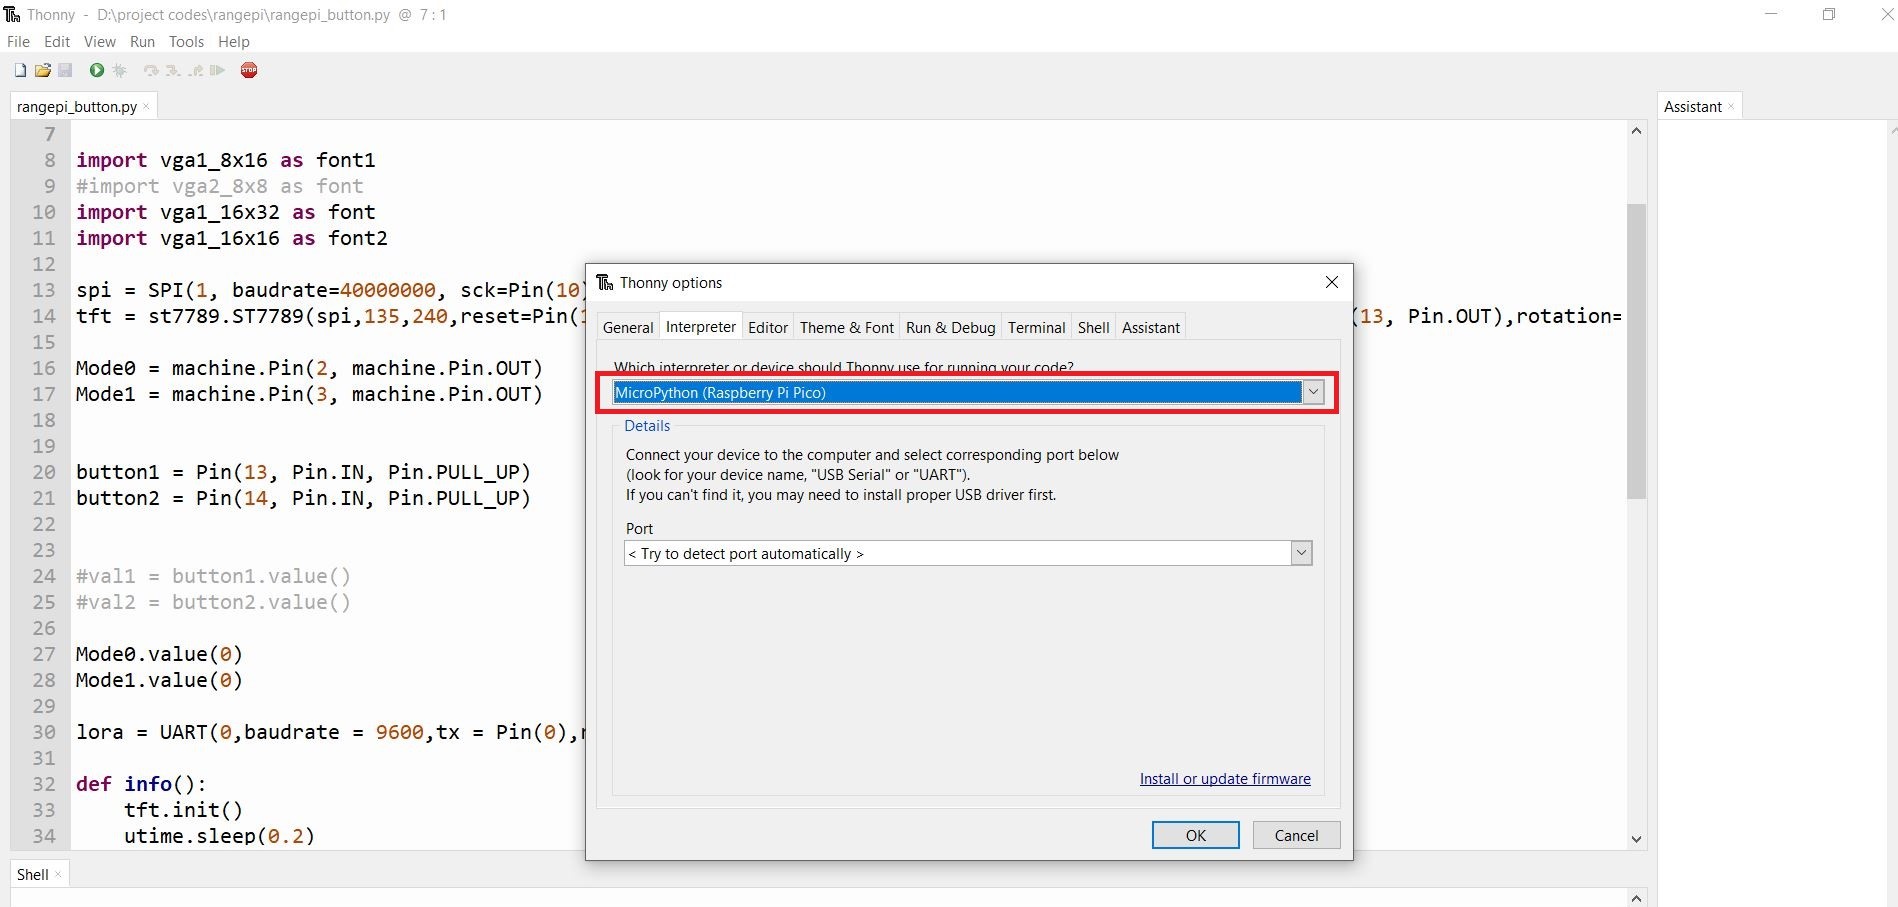 Thonny - D:\project codes\rangepi\rangepi_button.py @ 7 : 1
File Edit View Run Tools Help
STOP
rangepi_button.py ×
Assistant ×
7
8 import vga1_8x16 as font1
9 #import vga2_8x8 as font
10 import vga1_16x32 as font
11 import vga1_16x16 as font2
12
13 spi = SPI(1, baudrate=40000000, sck=Pin(10)
14 tft = st7789.ST7789(spi,135,240,reset=Pin(1 (13, Pin.OUT),rotation=
15
16 Mode0 = machine.Pin(2, machine.Pin.OUT)
17 Mode1 = machine.Pin(3, machine.Pin.OUT)
18
19
20 button1 = Pin(13, Pin.IN, Pin.PULL_UP)
21 button2 = Pin(14, Pin.IN, Pin.PULL_UP)
22
23
24 #val1 = button1.value()
25 #val2 = button2.value()
26
27 Mode0.value(0)
28 Mode1.value(0)
29
30 lora = UART(0,baudrate = 9600,tx = Pin(0),
31
32 def info():
33 tft.init()
34 utime.sleep(0.2)
Shell ×
Thonny options
General Interpreter Editor Theme & Font Run & Debug Terminal Shell Assistant
Which interpreter or device should Thonny use for running your code?
MicroPython (Raspberry Pi Pico)
Details
Connect your device to the computer and select corresponding port below
(look for your device name, "USB Serial" or "UART").
If you can't find it, you may need to install proper USB driver first.
Port
< Try to detect port automatically >
Install or update firmware
OK Cancel